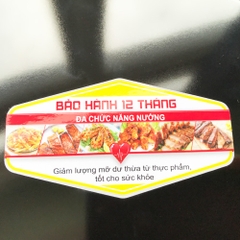 BẢO HÀNH 12 THÁNG
ĐA CHỨC NĂNG NƯỚNG
Giảm lượng mỡ dư thừa từ thực phẩm,
tốt cho sức khỏe